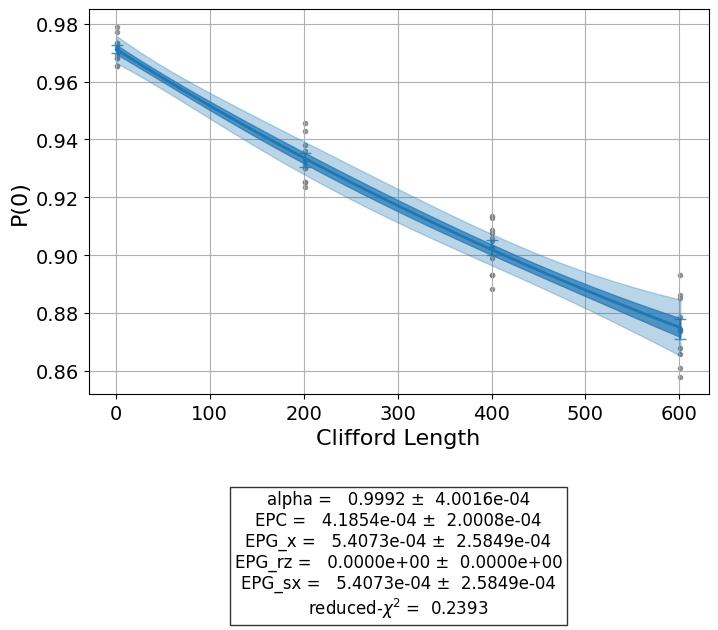 0.98
0.96
0.94
0.92
0.90
0.88
0.86
P(0)
0 100 200 300 400 500 600
Clifford Length
alpha = 0.9992 ± 4.0016e-04
EPC = 4.1854e-04 ± 2.0008e-04
EPG_x = 5.4073e-04 ± 2.5849e-04
EPG_rz = 0.0000e+00 ± 0.0000e+00
EPG_sx = 5.4073e-04 ± 2.5849e-04
reduced-χ² = 0.2393